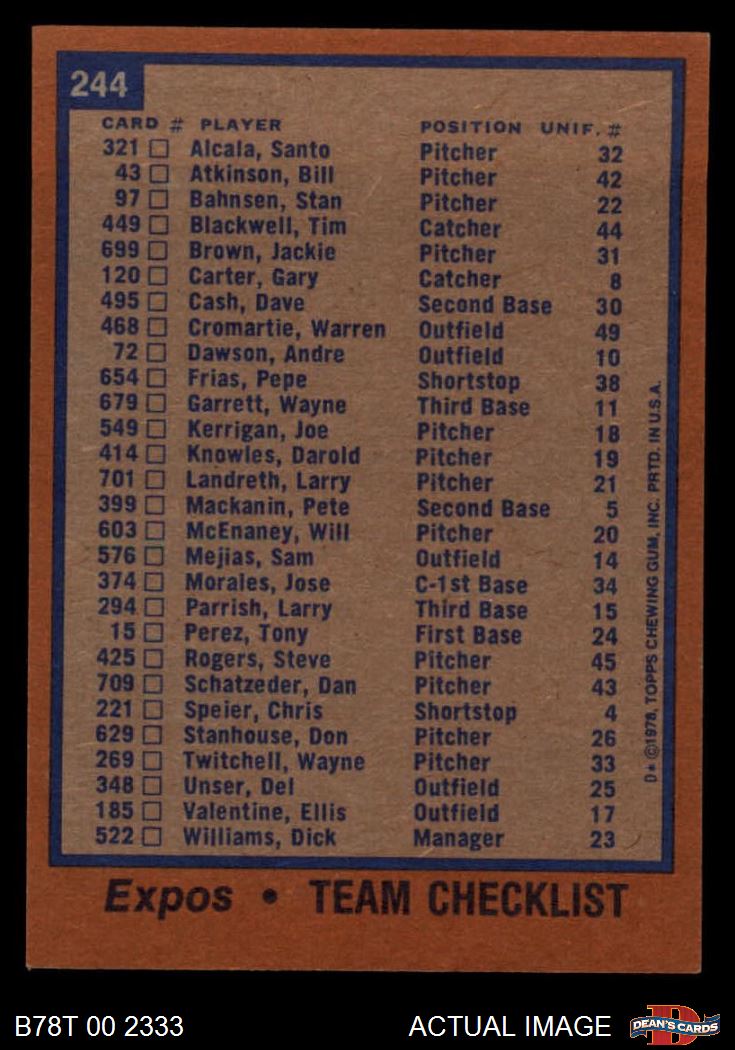 244
CARD # PLAYER POSITION UNIF. #
321 Alcala, Santo Pitcher 32
43 Atkinson, Bill Pitcher 42
97 Bahnsen, Stan Pitcher 22
449 Blackwell, Tim Catcher 44
699 Brown, Jackie Pitcher 31
120 Carter, Gary Catcher 8
495 Cash, Dave Second Base 30
468 Cromartie, Warren Outfield 49
72 Dawson, Andre Outfield 10
654 Frias, Pepe Shortstop 38
679 Garrett, Wayne Third Base 11
549 Kerrigan, Joe Pitcher 18
414 Knowles, Darold Pitcher 19
701 Landreth, Larry Pitcher 21
399 Mackanin, Pete Second Base 5
603 McEnaney, Will Pitcher 20
576 Mejias, Sam Outfield 14
374 Morales, Jose C-1st Base 34
294 Parrish, Larry Third Base 15
15 Perez, Tony First Base 24
425 Rogers, Steve Pitcher 45
709 Schatzeder, Dan Pitcher 43
221 Speier, Chris Shortstop 4
629 Stanhouse, Don Pitcher 26
269 Twitchell, Wayne Pitcher 33
348 Unser, Del Outfield 25
185 Valentine, Ellis Outfield 17
522 Williams, Dick Manager 23
D* ©1978, TOPPS CHEWING GUM, INC. PRTD. IN U.S.A.
Expos • TEAM CHECKLIST
B78T 00 2333 ACTUAL IMAGE
D
DEAN'S CARDS